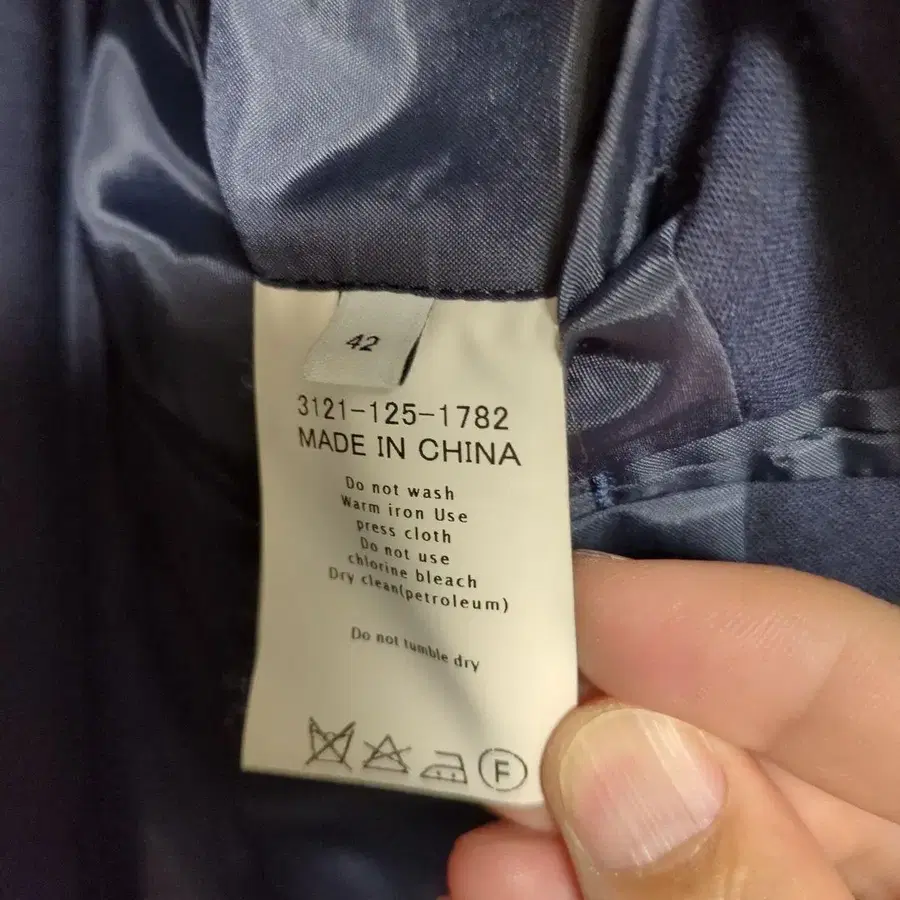 42
3121-125-1782
MADE IN CHINA
Do not wash
Warm iron Use
press cloth
Do not use
chlorine bleach
Dry clean(petroleum)
Do not tumble dry
F